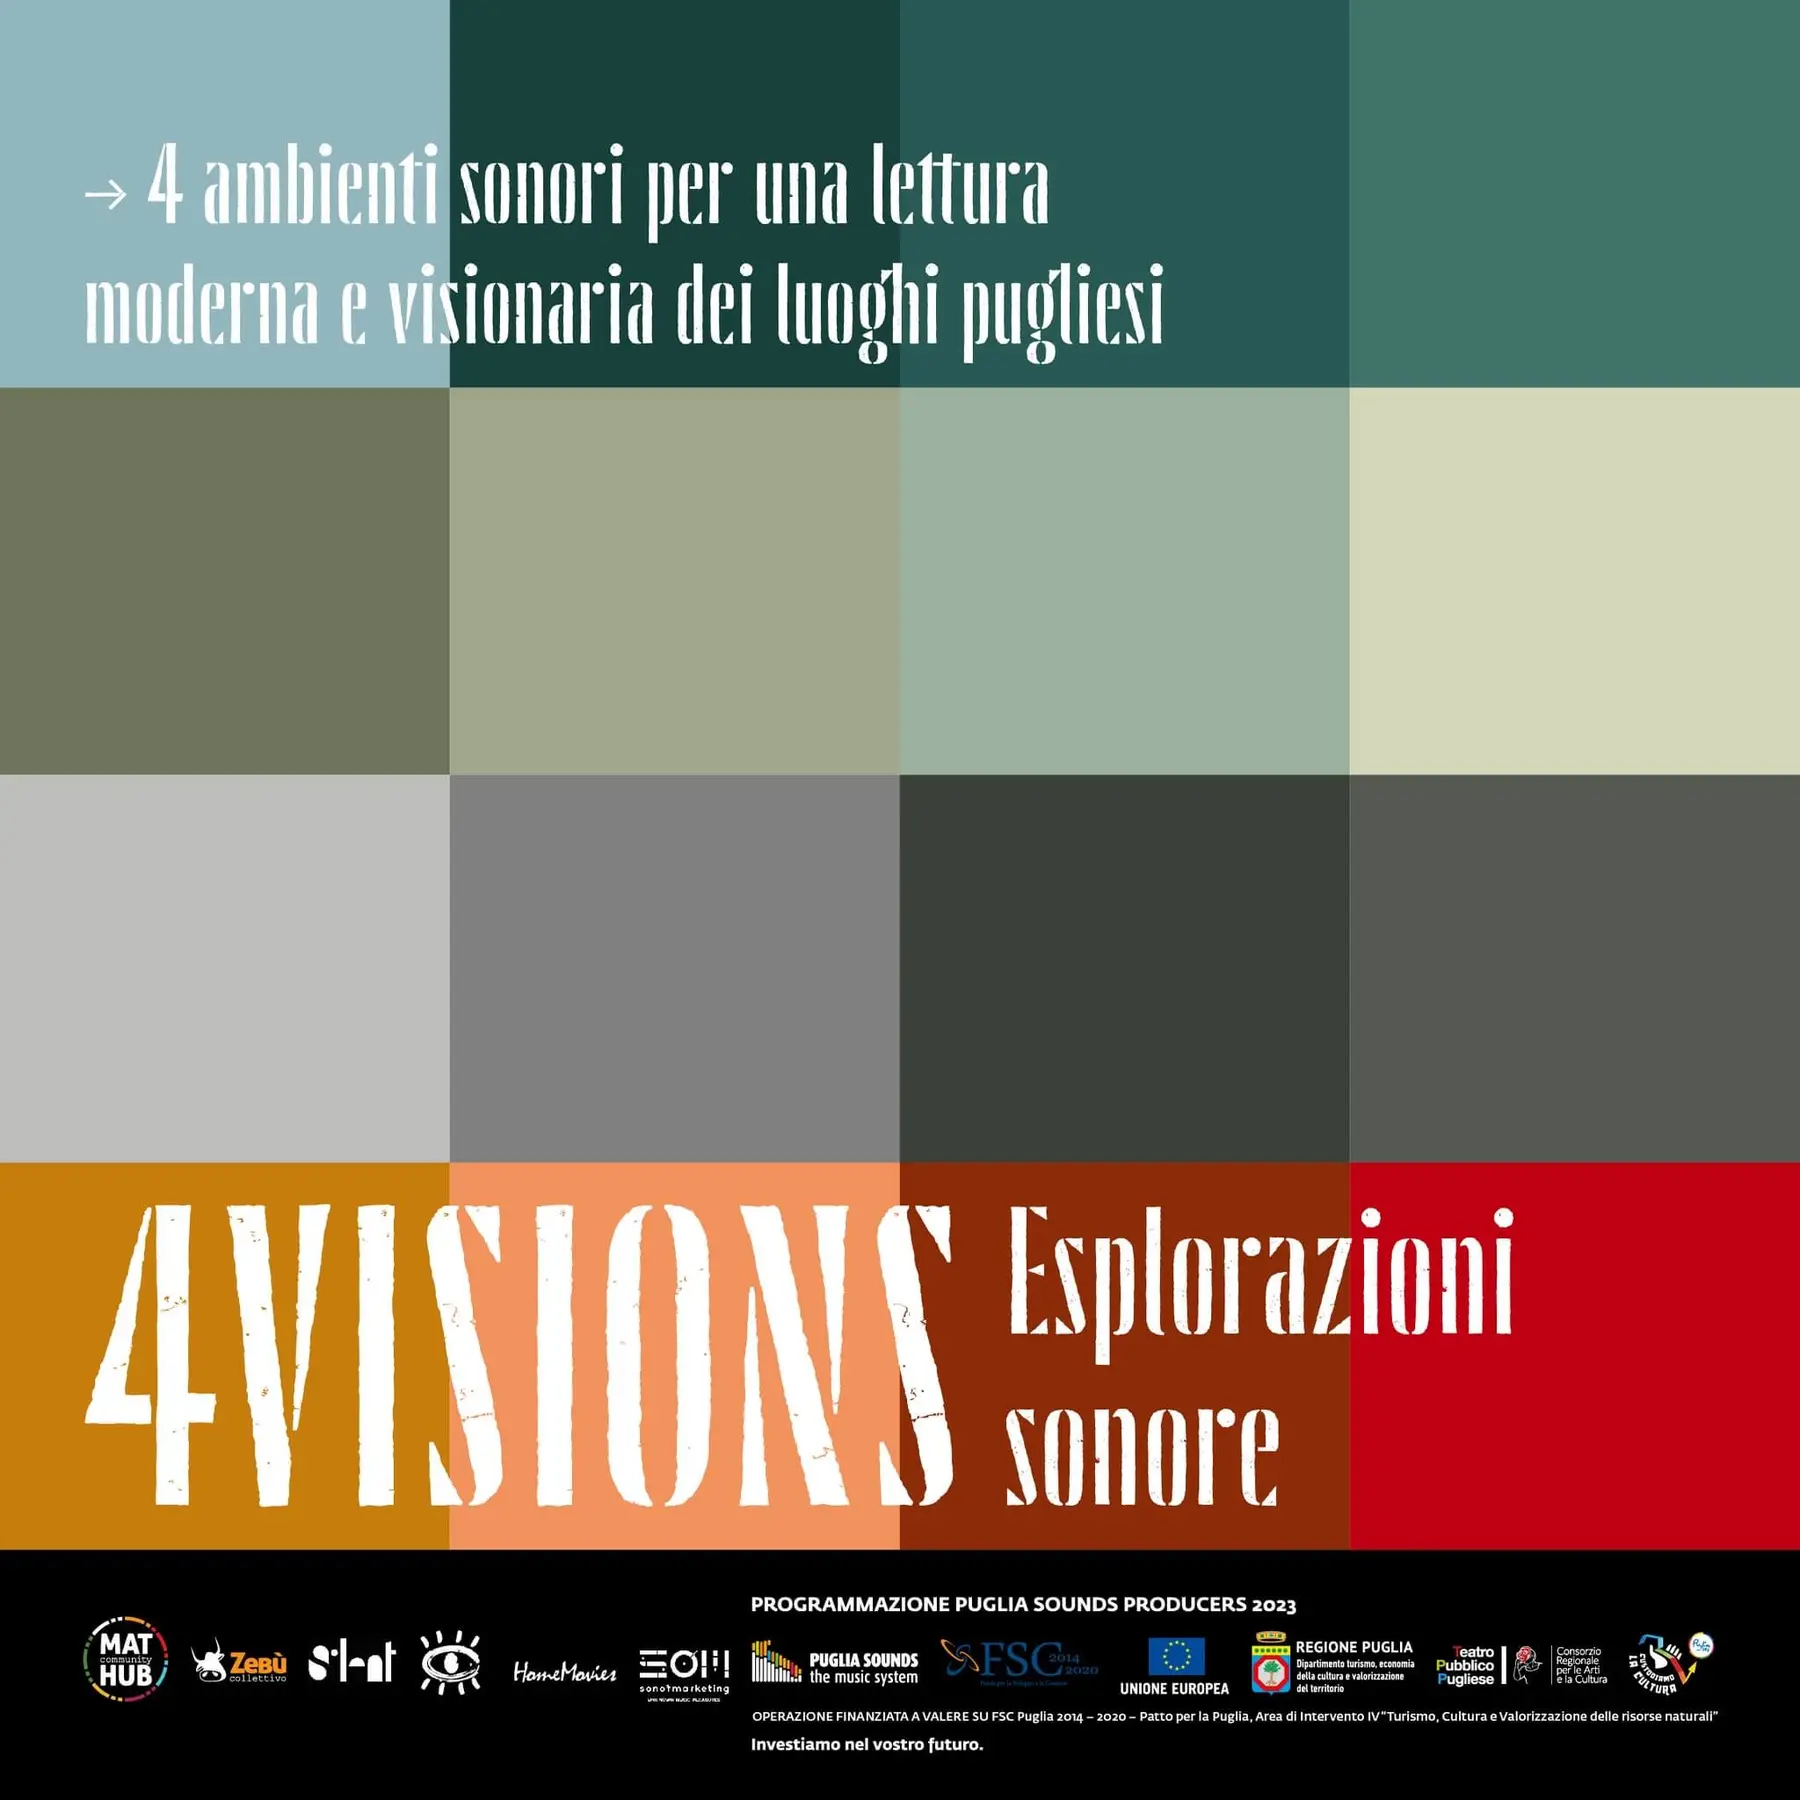 → 4 ambienti sonori per una lettura
moderna e visionaria dei luoghi pugliesi
4VISIONS
Esplorazioni
sonore
PROGRAMMAZIONE PUGLIA SOUNDS PRODUCERS 2023
MAT
community
HUB
ZeBÙ
collettivo
HomeMovies
sonotmarketing
PUGLIA SOUNDS
the music system
FSC 2014
2020
UNIONE EUROPEA
REGIONE PUGLIA
Dipartimento turismo, economia
della cultura e valorizzazione
del territorio
Teatro
Pubblico
Pugliese
Consorzio
Regionale
per le Arti
e la Cultura
CUSTODIAMO
LA CULTURA
OPERAZIONE FINANZIATA A VALERE SU FSC Puglia 2014 – 2020 – Patto per la Puglia, Area di Intervento IV "Turismo, Cultura e Valorizzazione delle risorse naturali"
Investiamo nel vostro futuro.